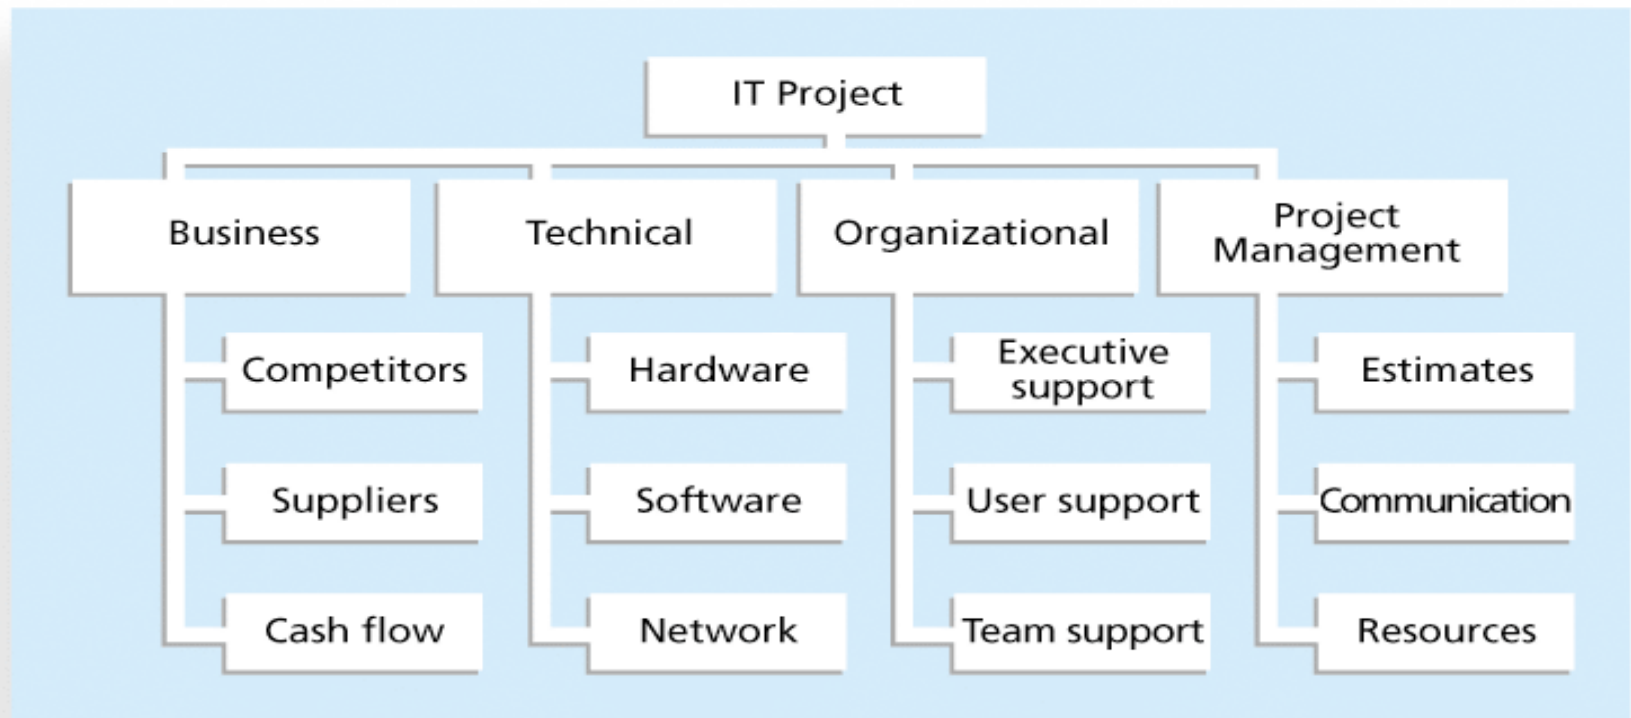 IT Project
Business
Technical
Organizational
Project
Management
Competitors
Hardware
Executive
support
Estimates
Suppliers
Software
User support
Communication
Cash flow
Network
Team support
Resources